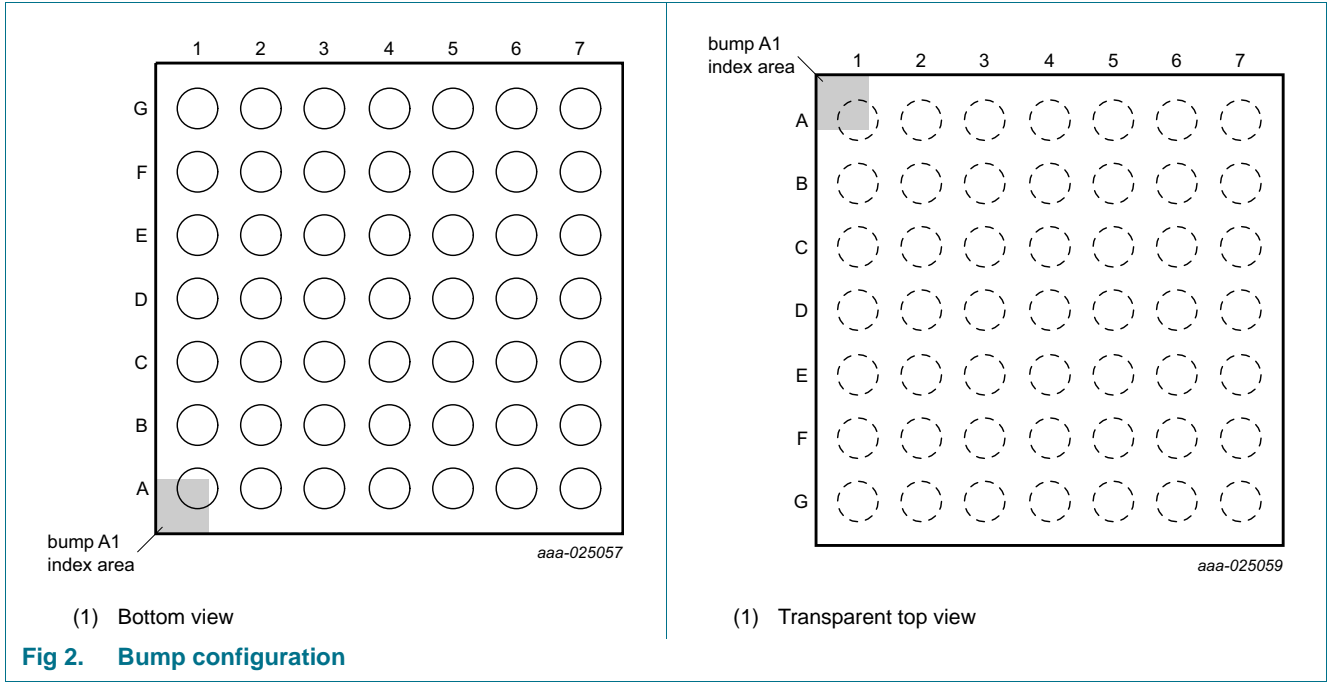 1 2 3 4 5 6 7
G
F
E
D
C
B
A
bump A1
index area
aaa-025057
(1) Bottom view
bump A1
index area
1 2 3 4 5 6 7
A
B
C
D
E
F
G
aaa-025059
(1) Transparent top view
Fig 2. Bump configuration